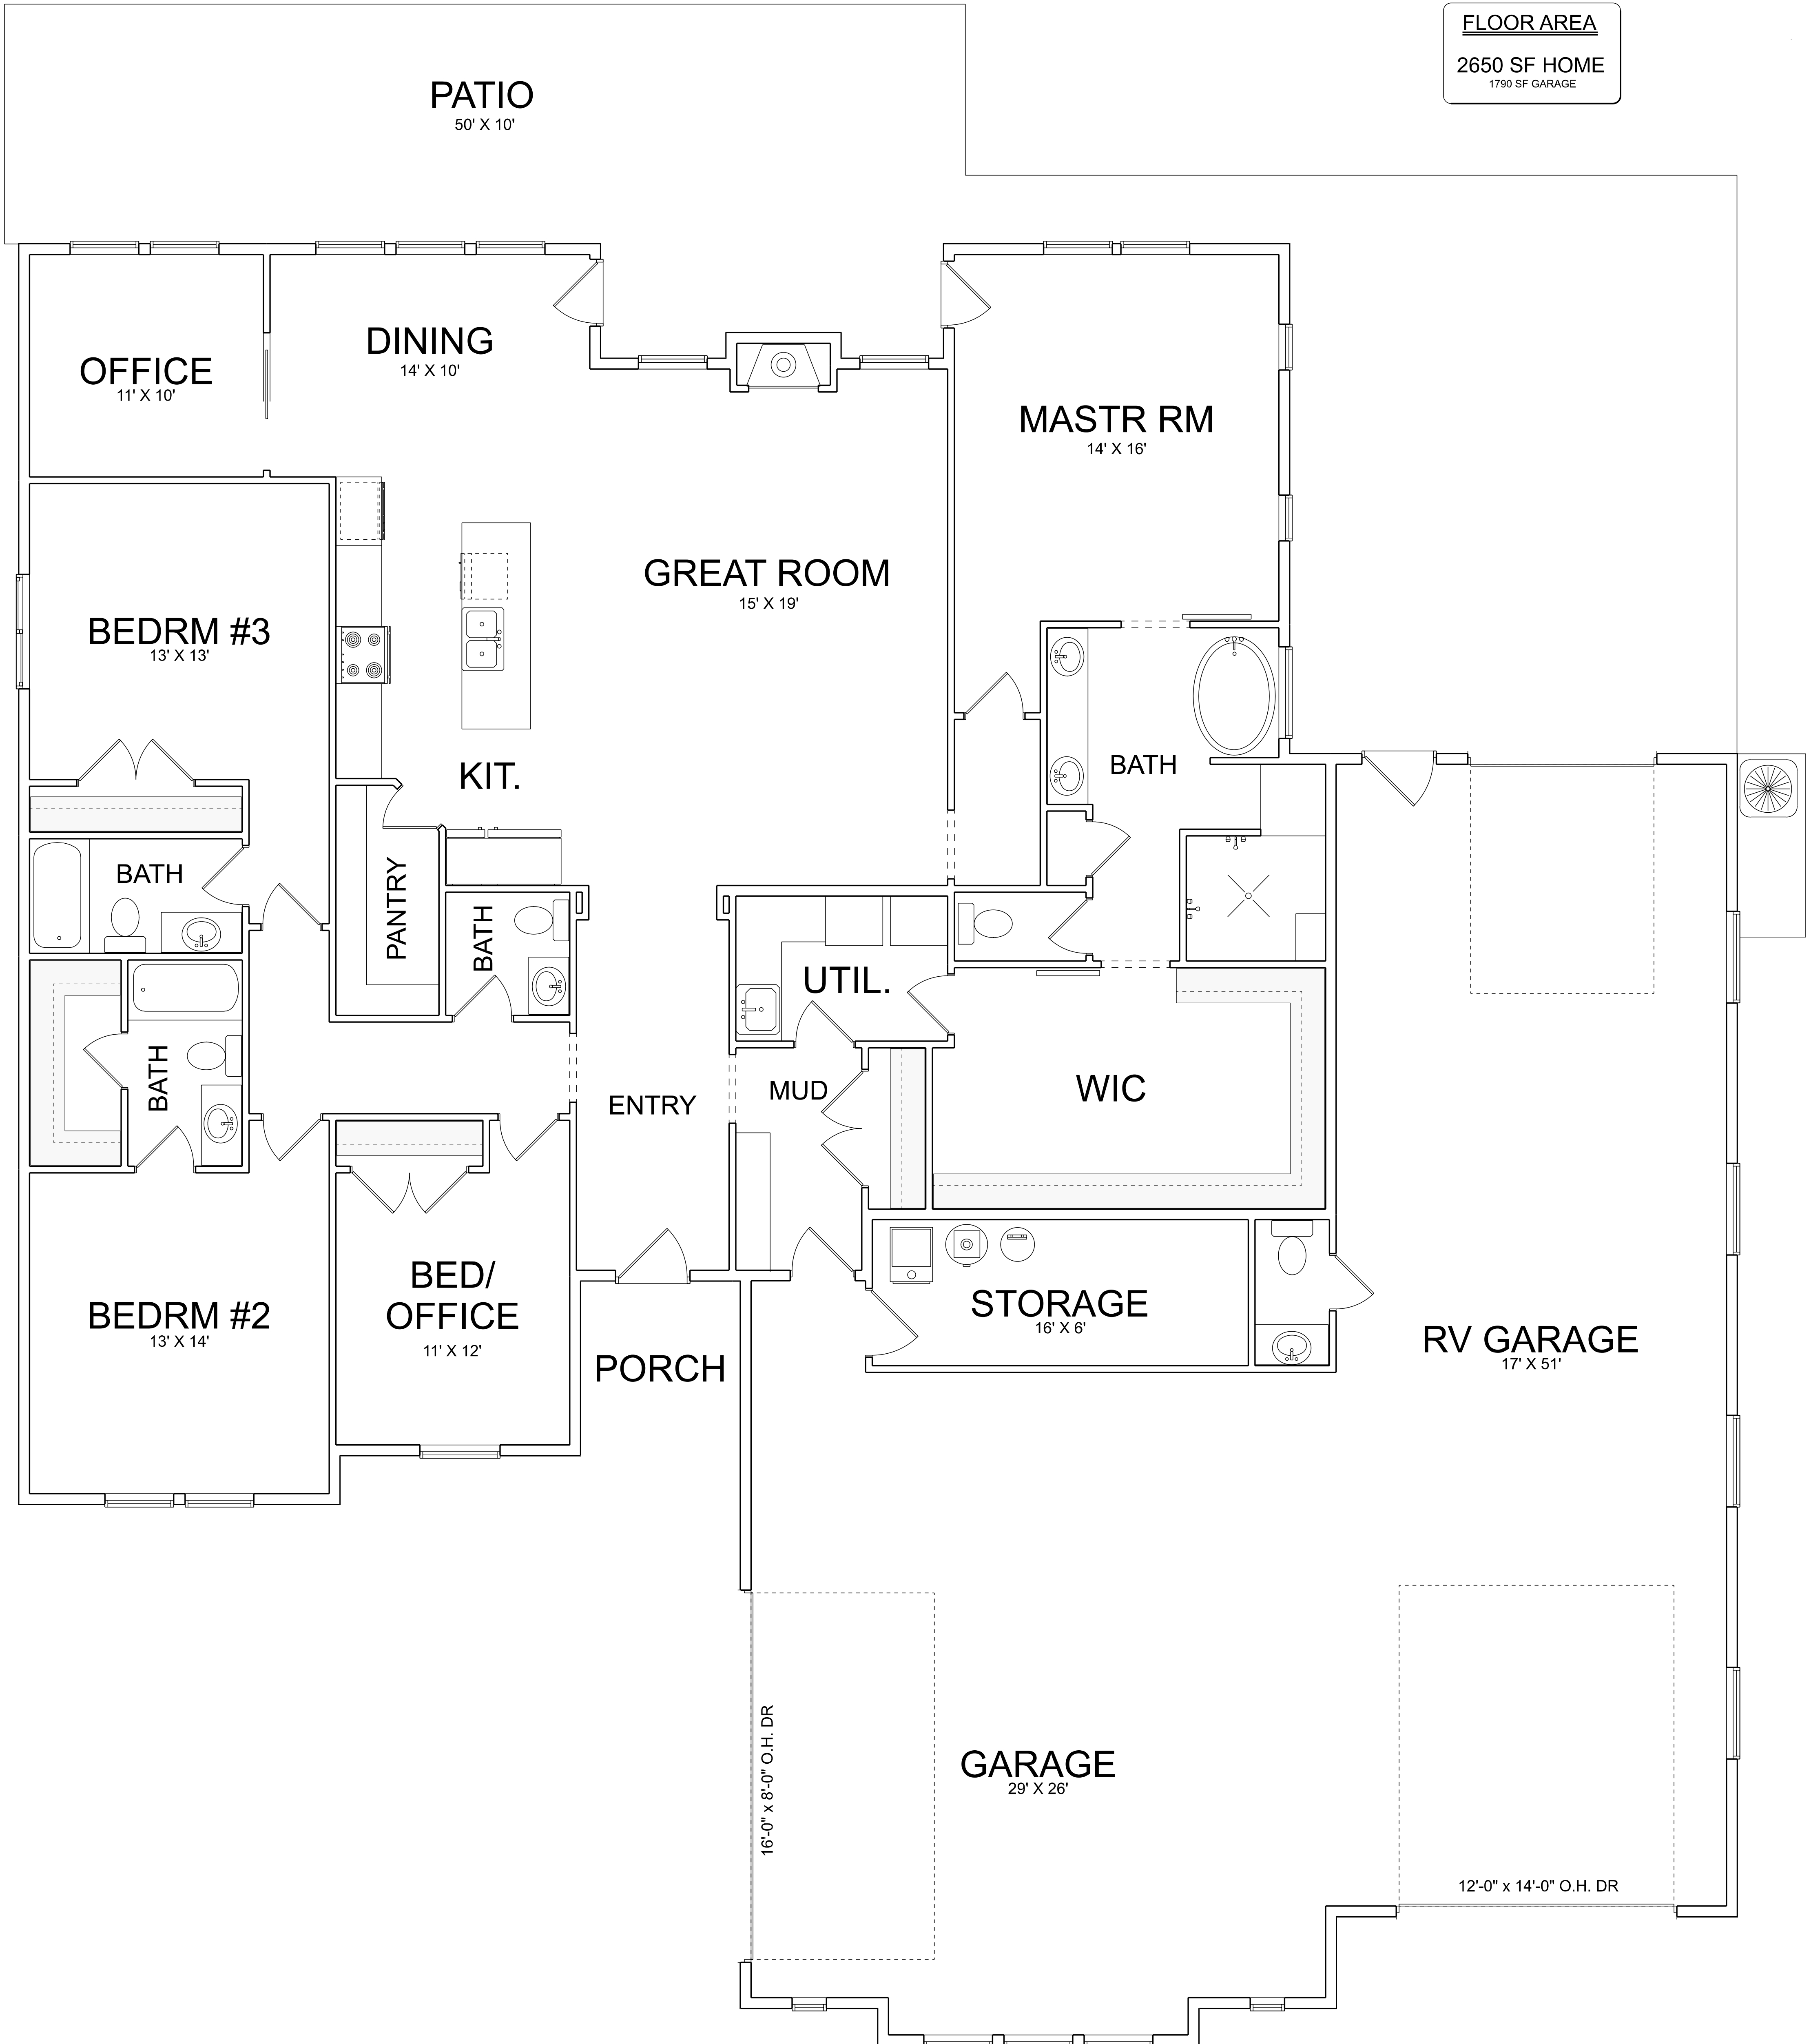 FLOOR AREA
2650 SF HOME
1790 SF GARAGE
PATIO
50' X 10'
OFFICE
11' X 10'
DINING
14' X 10'
MASTR RM
14' X 16'
GREAT ROOM
15' X 19'
BEDRM #3
13' X 13'
KIT.
BATH
BATH
PANTRY
BATH
UTIL.
BATH
MUD
WIC
ENTRY
BED/
OFFICE
11' X 12'
BEDRM #2
13' X 14'
STORAGE
16' X 6'
PORCH
RV GARAGE
17' X 51'
16'-0" x 8'-0" O.H. DR
GARAGE
29' X 26'
12'-0" x 14'-0" O.H. DR